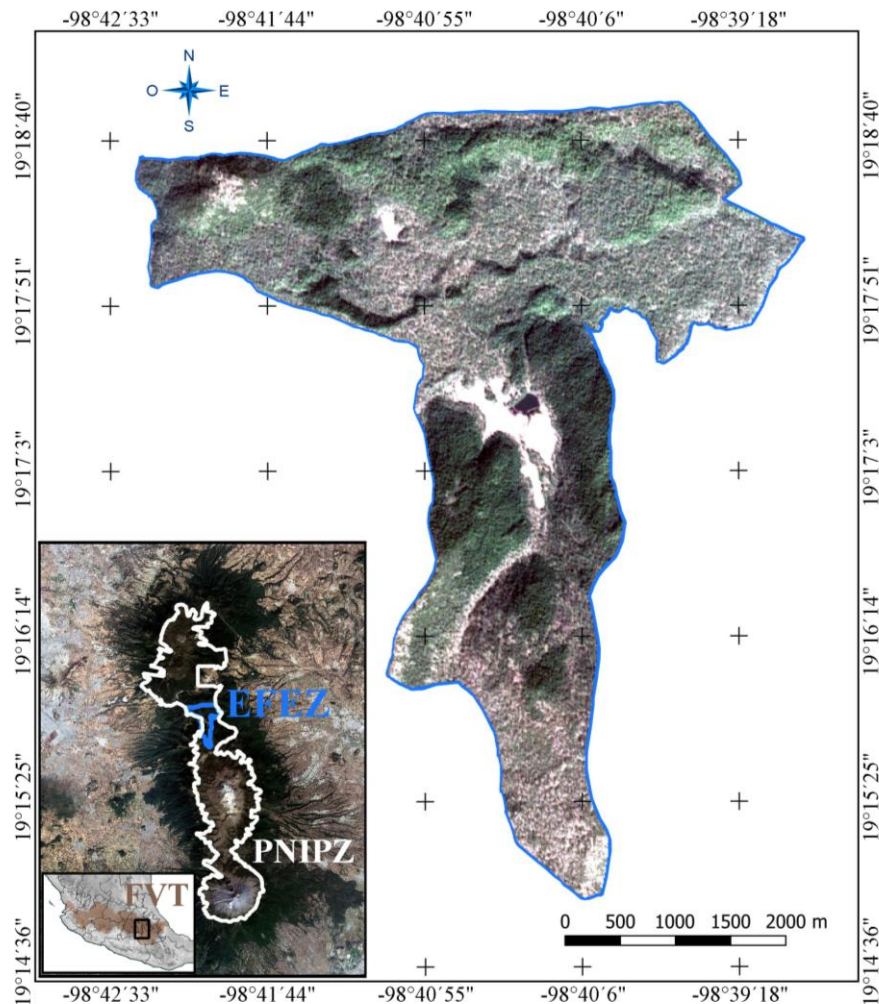 -98°42´33" -98°41´44" -98°40´55" -98°40´6" -98°39´18"
N
O E
S
19°18´40" 19°18´40"
19°17´51" 19°17´51"
19°17´3" 19°17´3"
19°16´14" 19°16´14"
EFEZ
19°15´25" 19°15´25"
PNIPZ
FVT
0 500 1000 1500 2000 m
19°14´36" 19°14´36"
-98°42´33" -98°41´44" -98°40´55" -98°40´6" -98°39´18"